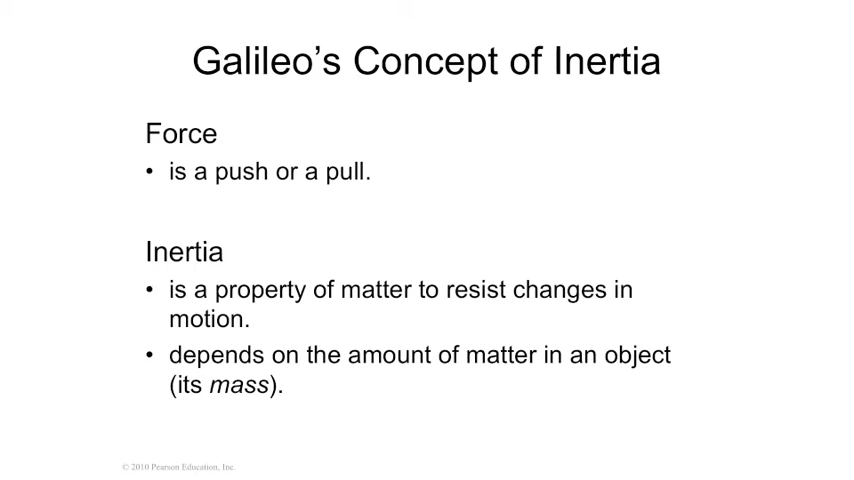 Galileo’s Concept of Inertia
Force
• is a push or a pull.
Inertia
• is a property of matter to resist changes in
motion.
• depends on the amount of matter in an object
(its mass).
© 2010 Pearson Education, Inc.